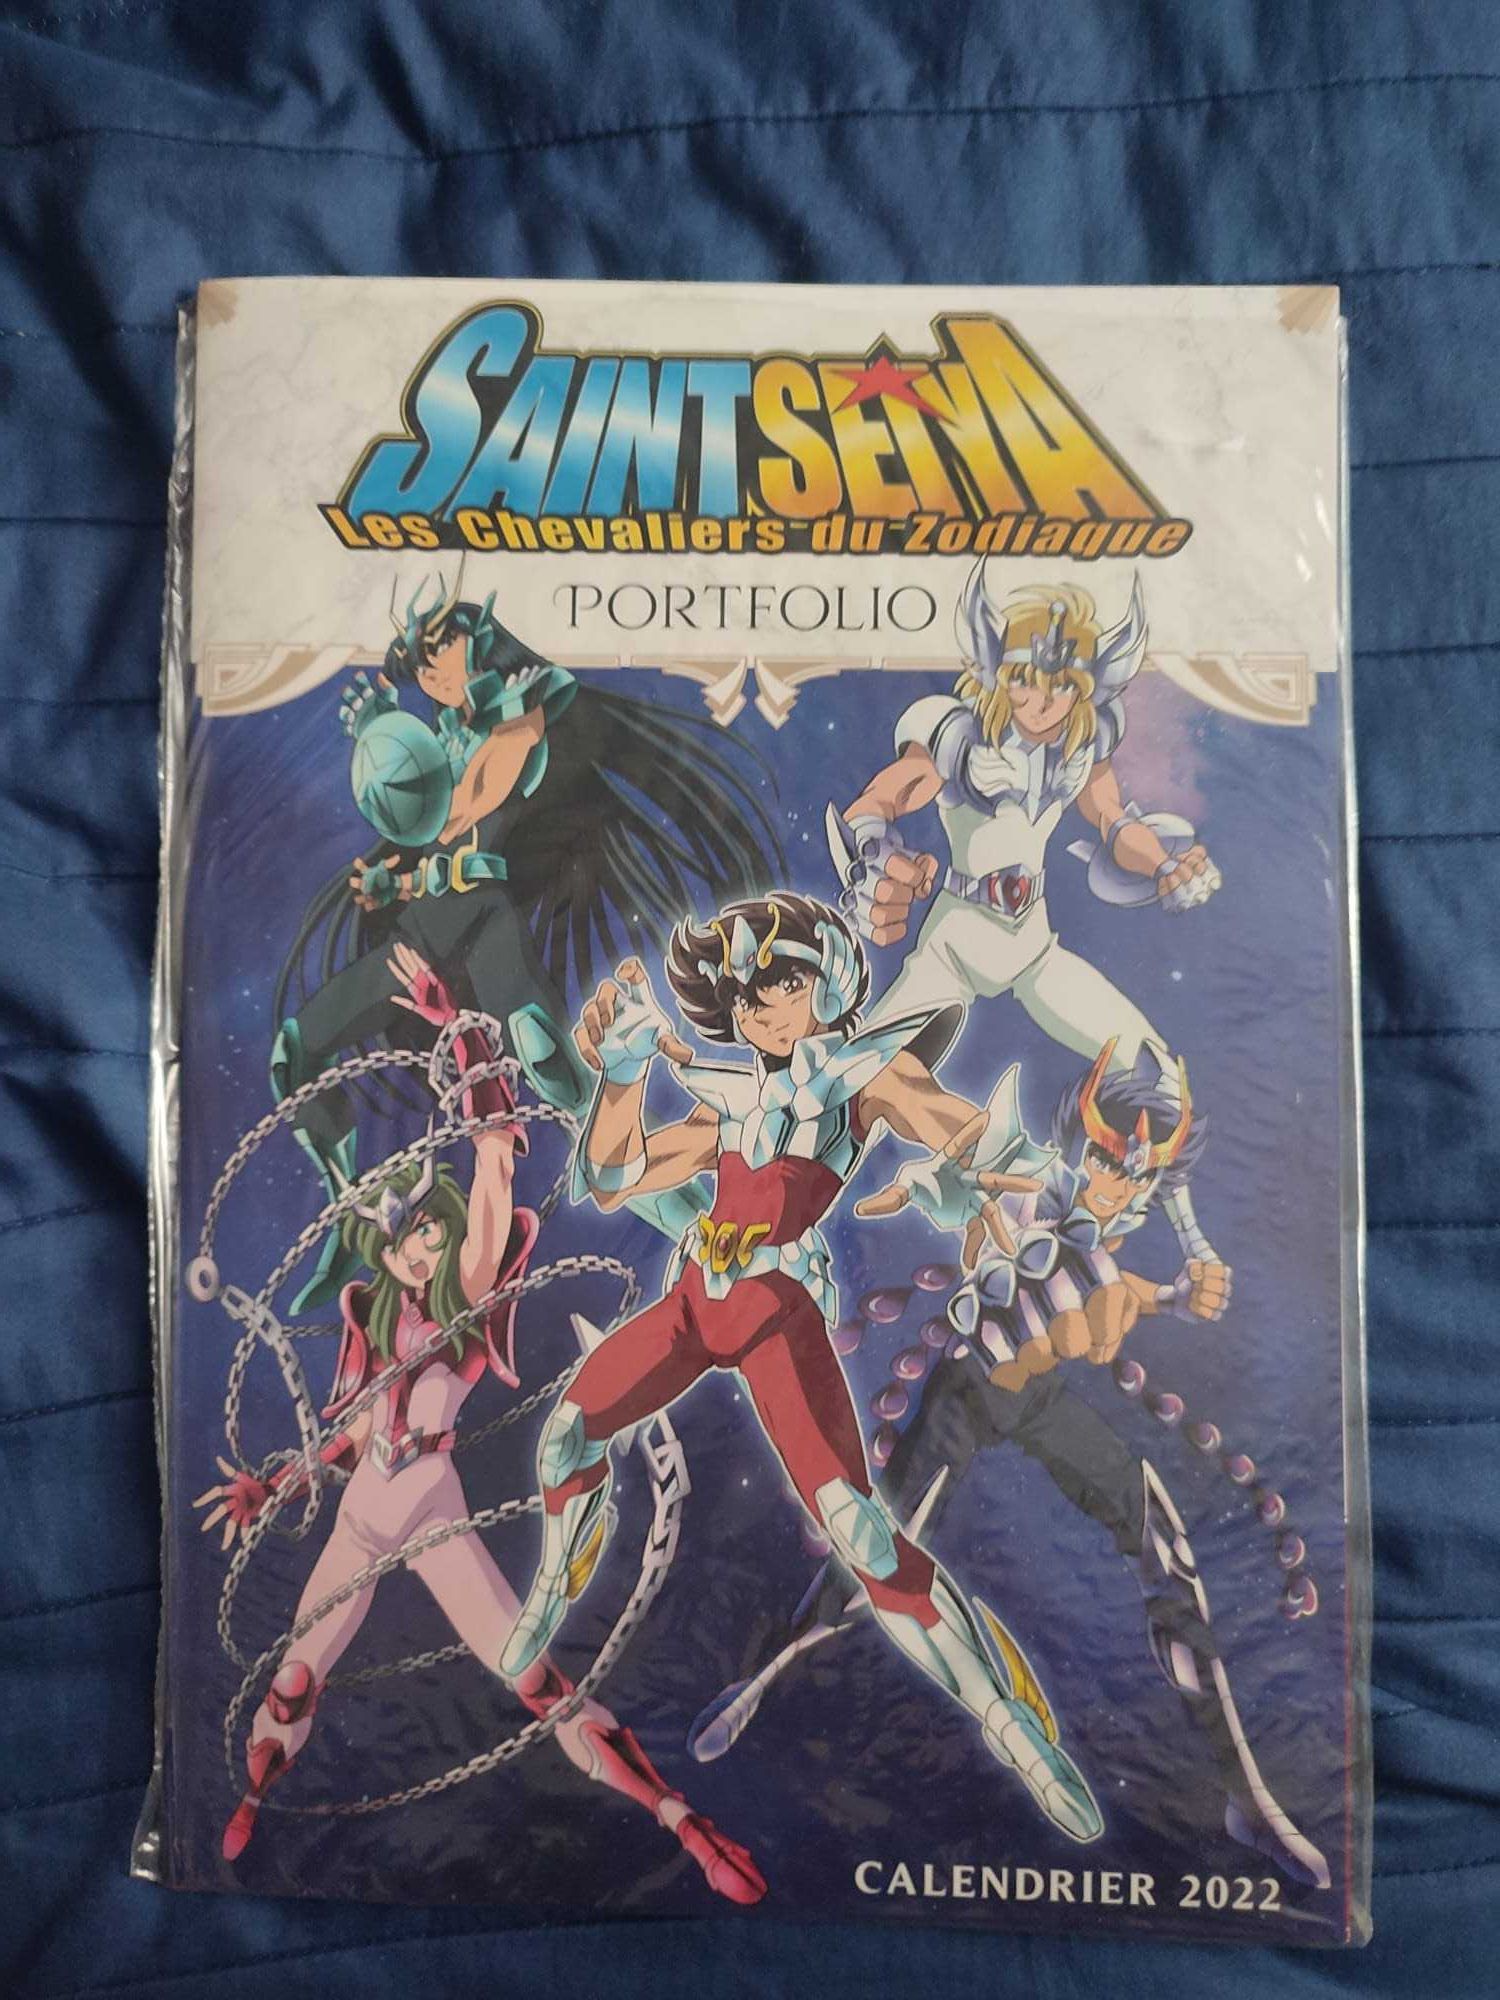 SAINT SEIYA
Les Chevaliers du Zodiaque
PORTFOLIO
CALENDRIER 2022